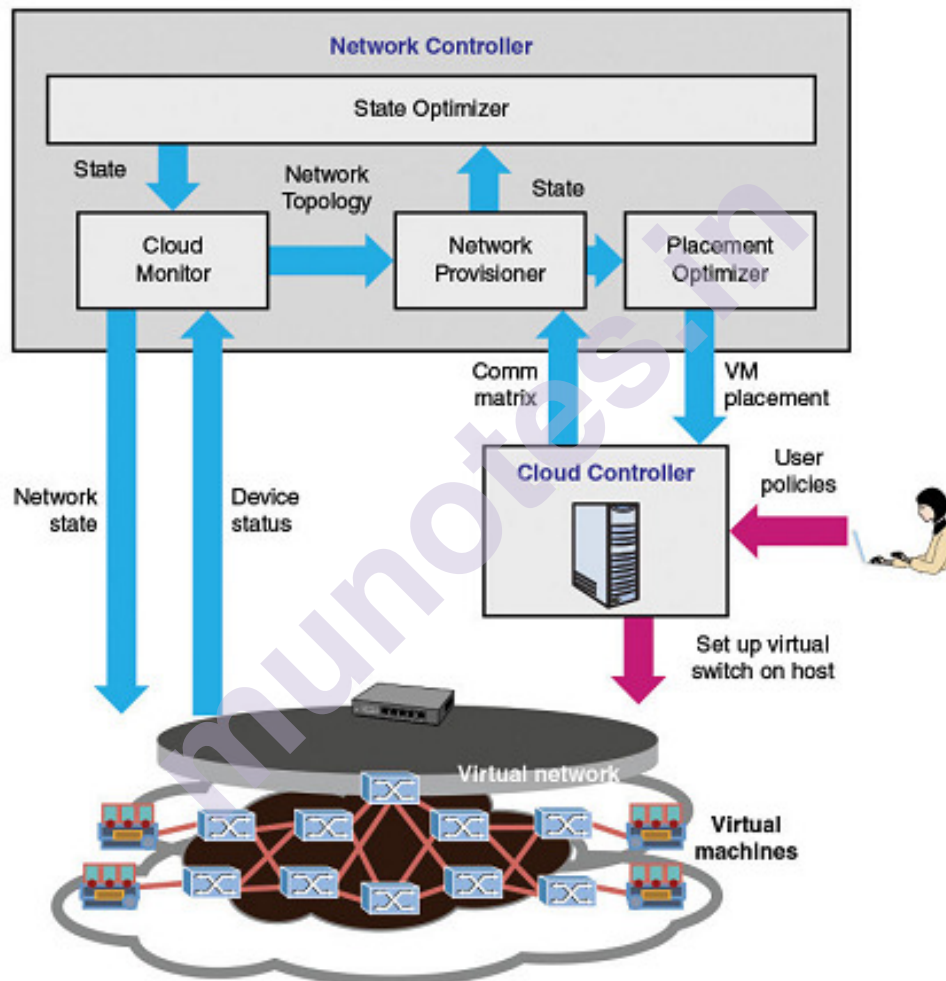 Network Controller
State Optimizer
State
Network
Topology
State
Cloud
Monitor
Network
Provisioner
Placement
Optimizer
Comm
matrix
VM
placement
Network
state
Device
status
Cloud Controller
User
policies
Set up virtual
switch on host
Virtual network
Virtual
machines
munotes.in